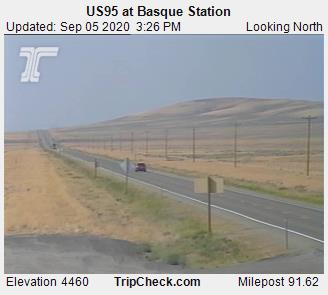 US95 at Basque Station
Updated: Sep 05 2020 3:26 PM Looking North
Elevation 4460 TripCheck.com Milepost 91.62